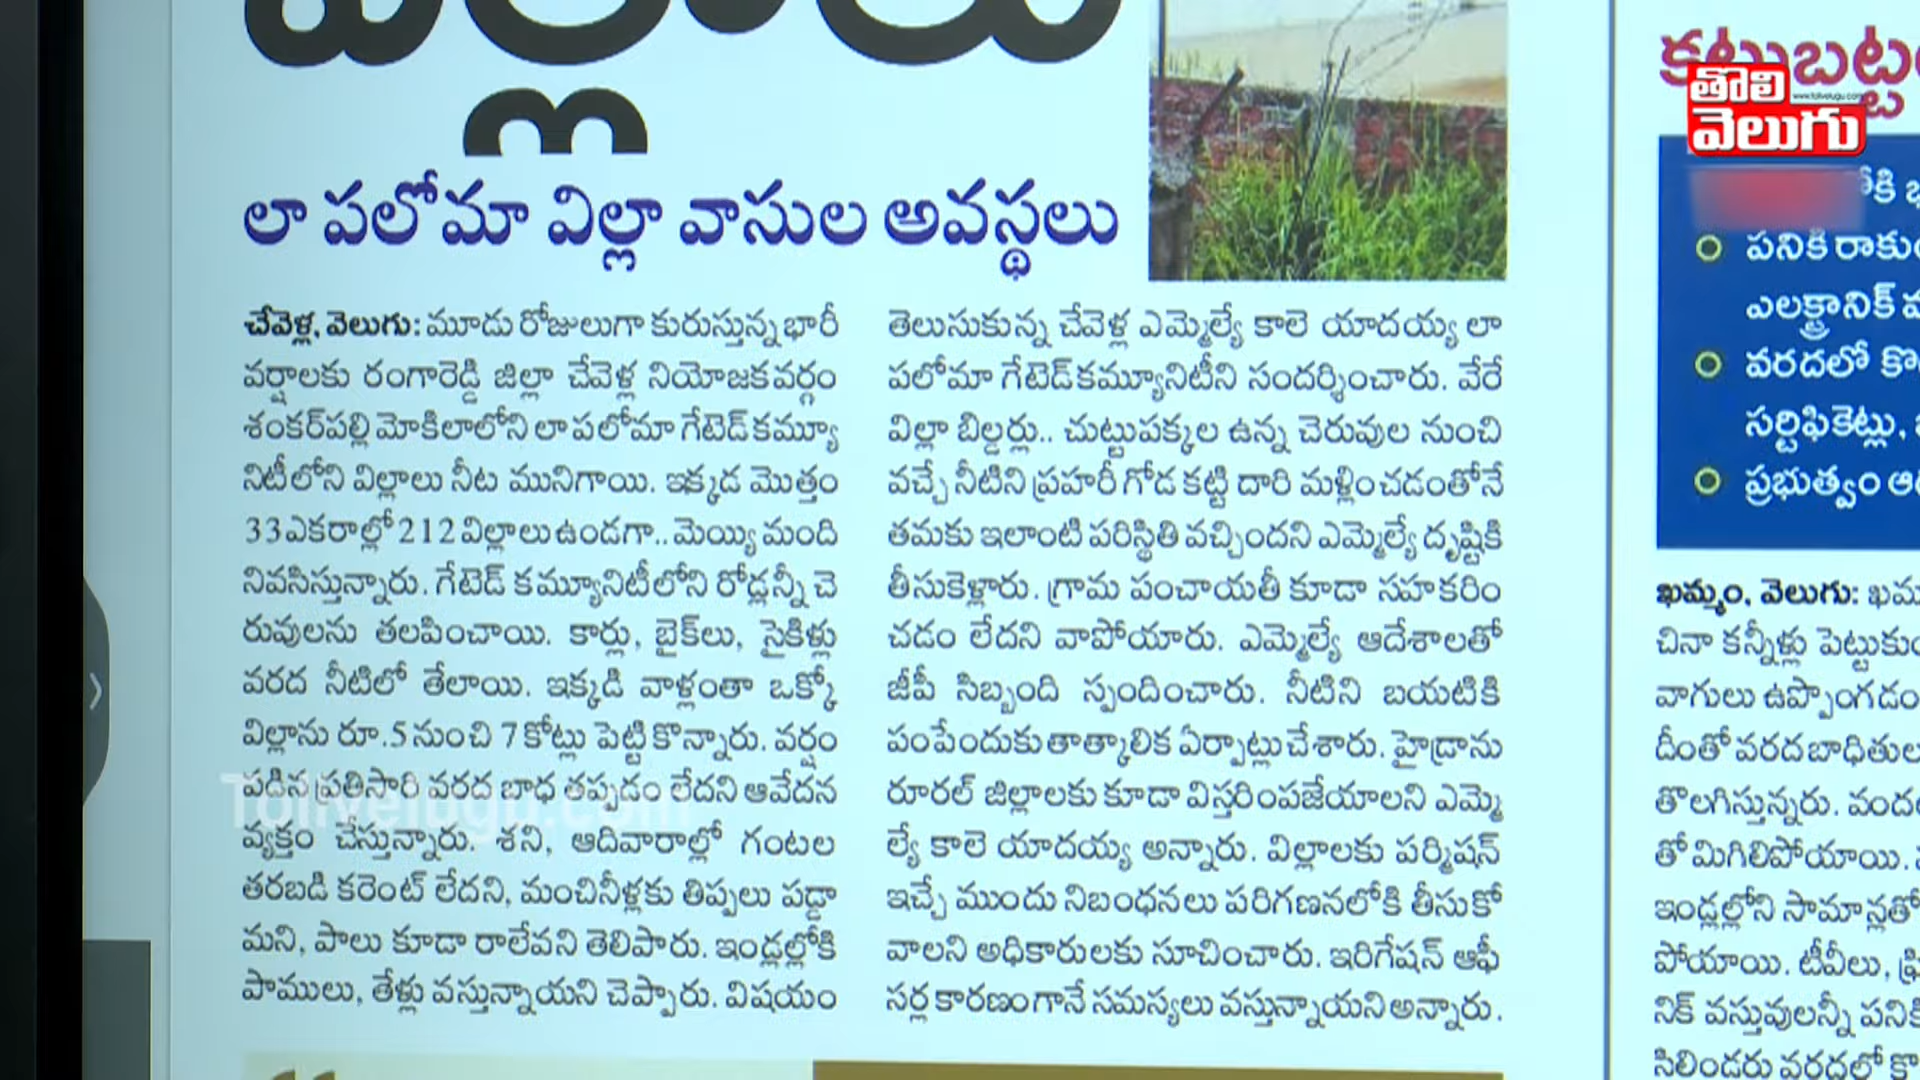 లా పలోమా విల్లా వాసుల అవస్థలు
చేవెళ్ల, వెలుగు: మూడు రోజులుగా కురుస్తున్న భారీ
వర్షాలకు రంగారెడ్డి జిల్లా చేవెళ్ల నియోజకవర్గం
శంకర్‌పల్లి మోకిలాలోని లా పలోమా గేటెడ్ కమ్యూ
నిటీలోని విల్లాలు నీట మునిగాయి. ఇక్కడ మొత్తం
33 ఎకరాల్లో 212 విల్లాలు ఉండగా.. మెయ్యి మంది
నివసిస్తున్నారు. గేటెడ్ కమ్యూనిటీలోని రోడ్లన్నీ చె
రువులను తలపించాయి. కార్లు, బైక్‌లు, సైకిళ్లు
వరద నీటిలో తేలాయి. ఇక్కడి వాళ్లంతా ఒక్కో
విల్లాను రూ.5 నుంచి 7 కోట్లు పెట్టి కొన్నారు. వర్షం
పడిన ప్రతిసారి వరద బాధ తప్పడం లేదని ఆవేదన
వ్యక్తం చేస్తున్నారు. శని, ఆదివారాల్లో గంటల
తరబడి కరెంట్ లేదని, మంచినీళ్లకు తిప్పలు పడ్డా
మని, పాలు కూడా రాలేవని తెలిపారు. ఇండ్లల్లోకి
పాములు, తేళ్లు వస్తున్నాయని చెప్పారు. విషయం
తెలుసుకున్న చేవెళ్ల ఎమ్మెల్యే కాలె యాదయ్య లా
పలోమా గేటెడ్ కమ్యూనిటీని సందర్శించారు. వేరే
విల్లా బిల్డర్లు.. చుట్టుపక్కల ఉన్న చెరువుల నుంచి
వచ్చే నీటిని ప్రహరీ గోడ కట్టి దారి మళ్లించడంతోనే
తమకు ఇలాంటి పరిస్థితి వచ్చిందని ఎమ్మెల్యే దృష్టికి
తీసుకెళ్లారు. గ్రామ పంచాయతీ కూడా సహకరిం
చడం లేదని వాపోయారు. ఎమ్మెల్యే ఆదేశాలతో
జీపీ సిబ్బంది స్పందించారు. నీటిని బయటికి
పంపేందుకు తాత్కాలిక ఏర్పాట్లు చేశారు. హైడ్రాను
రూరల్ జిల్లాలకు కూడా విస్తరింపజేయాలని ఎమ్మె
ల్యే కాలె యాదయ్య అన్నారు. విల్లాలకు పర్మిషన్
ఇచ్చే ముందు నిబంధనలు పరిగణనలోకి తీసుకో
వాలని అధికారులకు సూచించారు. ఇరిగేషన్ ఆఫీ
సర్ల కారణంగానే సమస్యలు వస్తున్నాయని అన్నారు.
Tolivelugu.com
తొలి
వెలుగు
www.tolivelugu.com
పనికి
ఎలక్ట్రానిక్
వరదలో
సర్టిఫికెట్లు,
ప్రభుత్వం
ఖమ్మం, వెలుగు:
చినా కన్నీళ్లు
వాగులు ఉప్పొంగడం
దీంతో వరద బాధితుల
తొలగిస్తున్నరు.
తో మిగిలిపోయాయి.
ఇండ్లల్లోని సామాన్లతో
పోయాయి. టీవీలు,
నిక్ వస్తువులన్నీ
సిలిండరు వరదల్లో